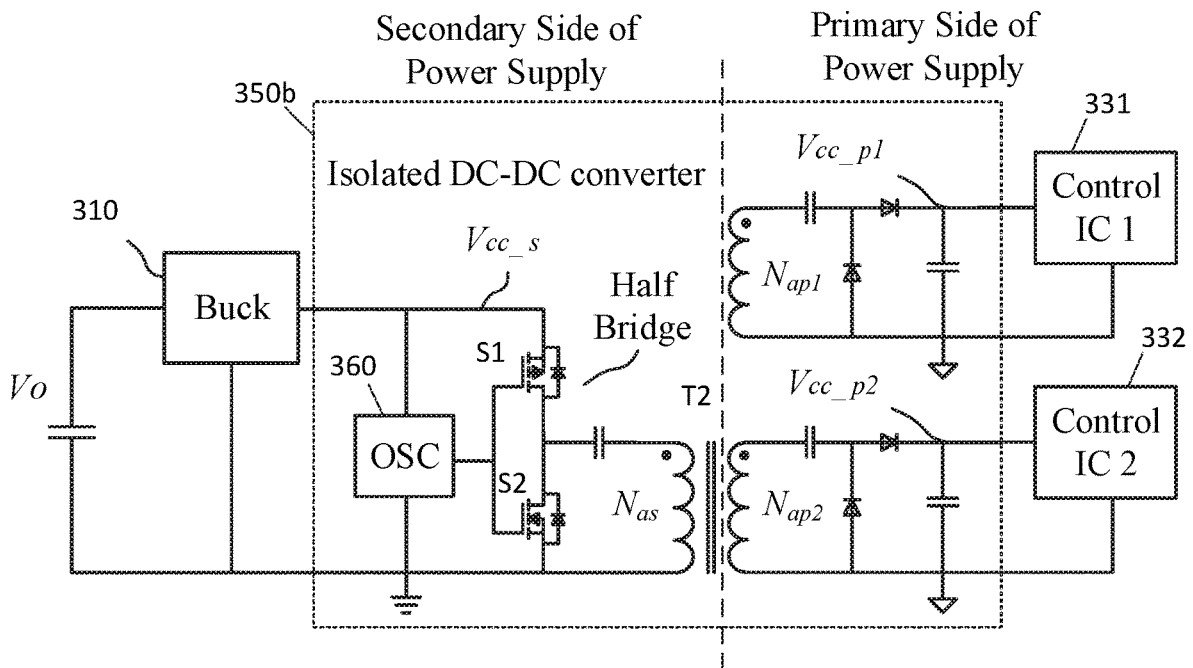 Secondary Side of
Power Supply
Primary Side of
Power Supply
350b
331
Isolated DC-DC converter
Vcc_p1
Control
IC 1
310
Buck
Vcc_s
Nap1
Half
Bridge
S1
332
Vo
360
T2
Vcc_p2
Control
IC 2
OSC
S2
Nas
Nap2